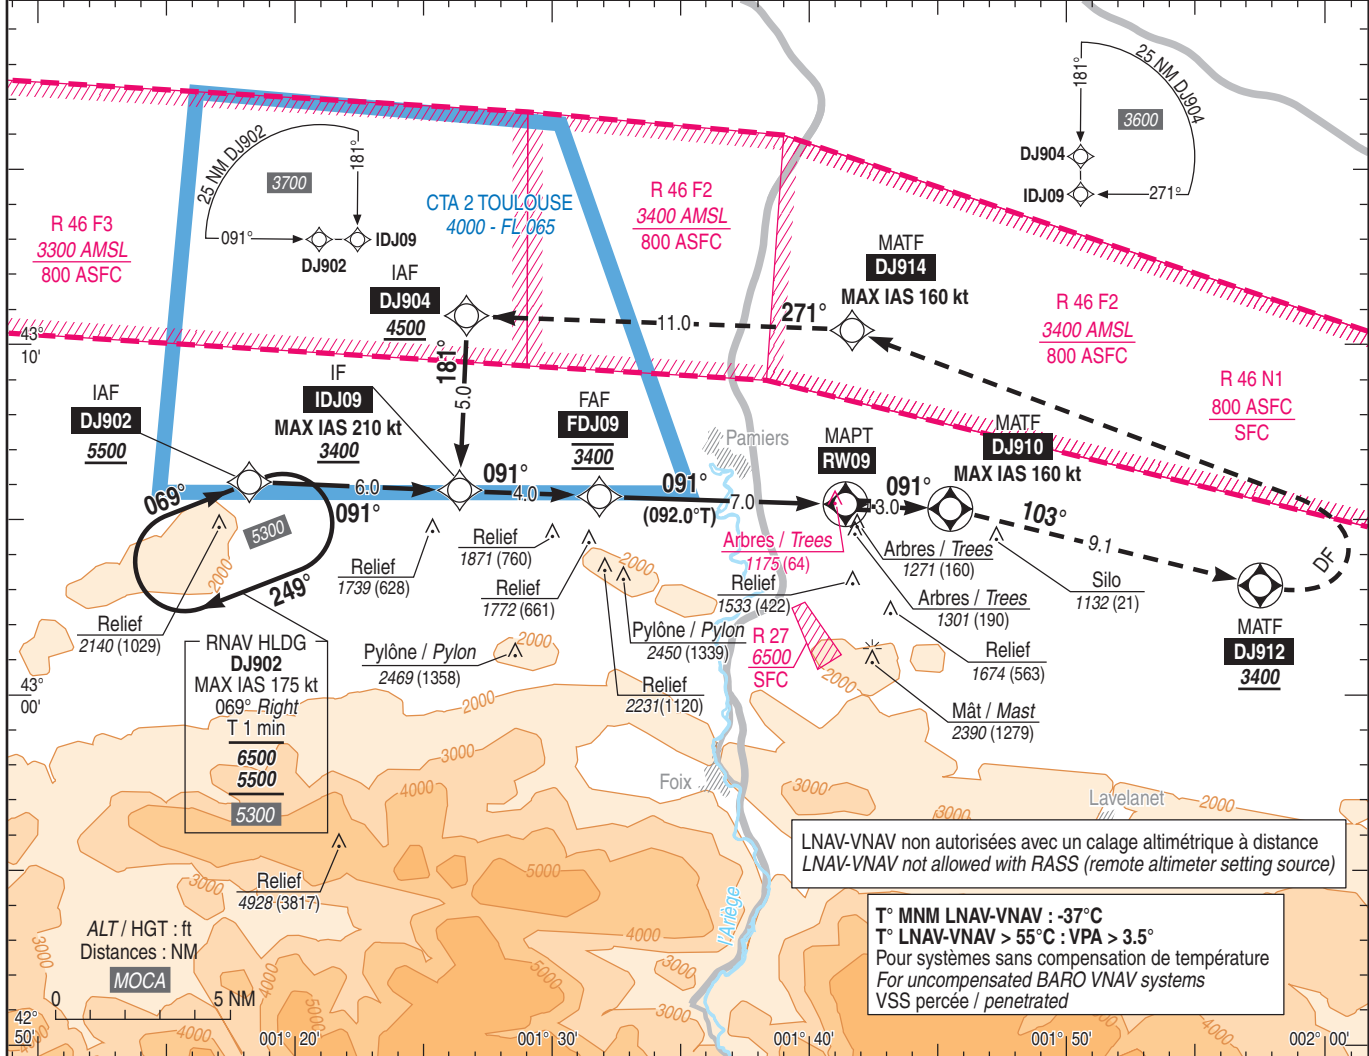 25 NM DJ902
181°
3700
091°
DJ902
IDJ09
25 NM DJ904
181°
3600
DJ904
IDJ09
271°
R 46 F3
3300 AMSL
800 ASFC
CTA 2 TOULOUSE
4000 - FL 065
R 46 F2
3400 AMSL
800 ASFC
R 46 F2
3400 AMSL
800 ASFC
R 46 N1
800 ASFC
SFC
IAF
DJ904
4500
MATF
DJ914
MAX IAS 160 kt
271°
11.0
181°
5.0
43°
10'
IAF
DJ902
5500
IF
IDJ09
MAX IAS 210 kt
3400
FAF
FDJ09
3400
Pamiers
MAPT
RW09
MATF
DJ910
MAX IAS 160 kt
069°
6.0
091°
091°
4.0
091°
(092.0°T)
7.0
091°
3.0
103°
9.1
DF
MATF
DJ912
3400
5300
249°
2000
Relief
2140 (1029)
Relief
1739 (628)
Relief
1871 (760)
Relief
1772 (661)
2000
Arbres / Trees
1175 (64)
Arbres / Trees
1271 (160)
Arbres / Trees
1301 (190)
Silo
1132 (21)
Relief
1533 (422)
Relief
1674 (563)
Pylône / Pylon
2469 (1358)
2000
Pylône / Pylon
2450 (1339)
Relief
2231(1120)
R 27
6500
SFC
2000
Mât / Mast
2390 (1279)
RNAV HLDG
DJ902
MAX IAS 175 kt
069° Right
T 1 min
6500
5500
5300
43°
00'
2000
3000
4000
Foix
3000
3000
Lavelanet
2000
Relief
4928 (3817)
3000
5000
4000
3000
3000
5000
4000
5000
4000
3000
l'Ariège
LNAV-VNAV non autorisées avec un calage altimétrique à distance
LNAV-VNAV not allowed with RASS (remote altimeter setting source)
T° MNM LNAV-VNAV : -37°C
T° LNAV-VNAV > 55°C : VPA > 3.5°
Pour systèmes sans compensation de température
For uncompensated BARO VNAV systems
VSS percée / penetrated
ALT / HGT : ft
Distances : NM
MOCA
0
5 NM
42°
50'
001° 20'
001° 30'
001° 40'
001° 50'
002° 00'